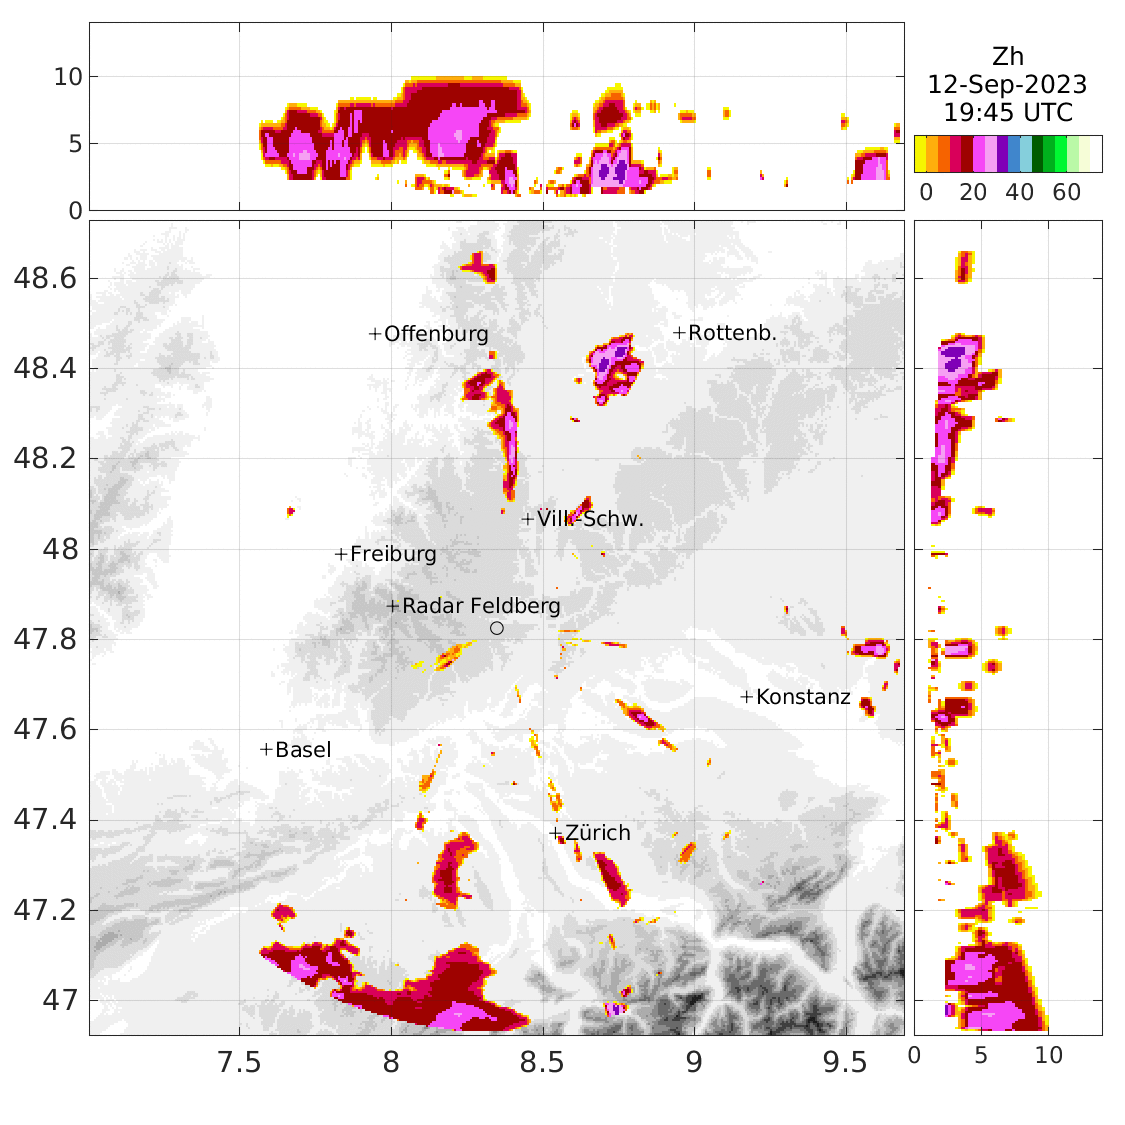 10
5
0
Zh
12-Sep-2023
19:45 UTC
0 20 40 60
48.6
48.4
48.2
48
47.8
47.6
47.4
47.2
47
+Offenburg
+Rottenb.
+Vill.-Schw.
+Freiburg
+Radar Feldberg
+Konstanz
+Basel
+Zürich
7.5 8 8.5 9 9.5
0 5 10